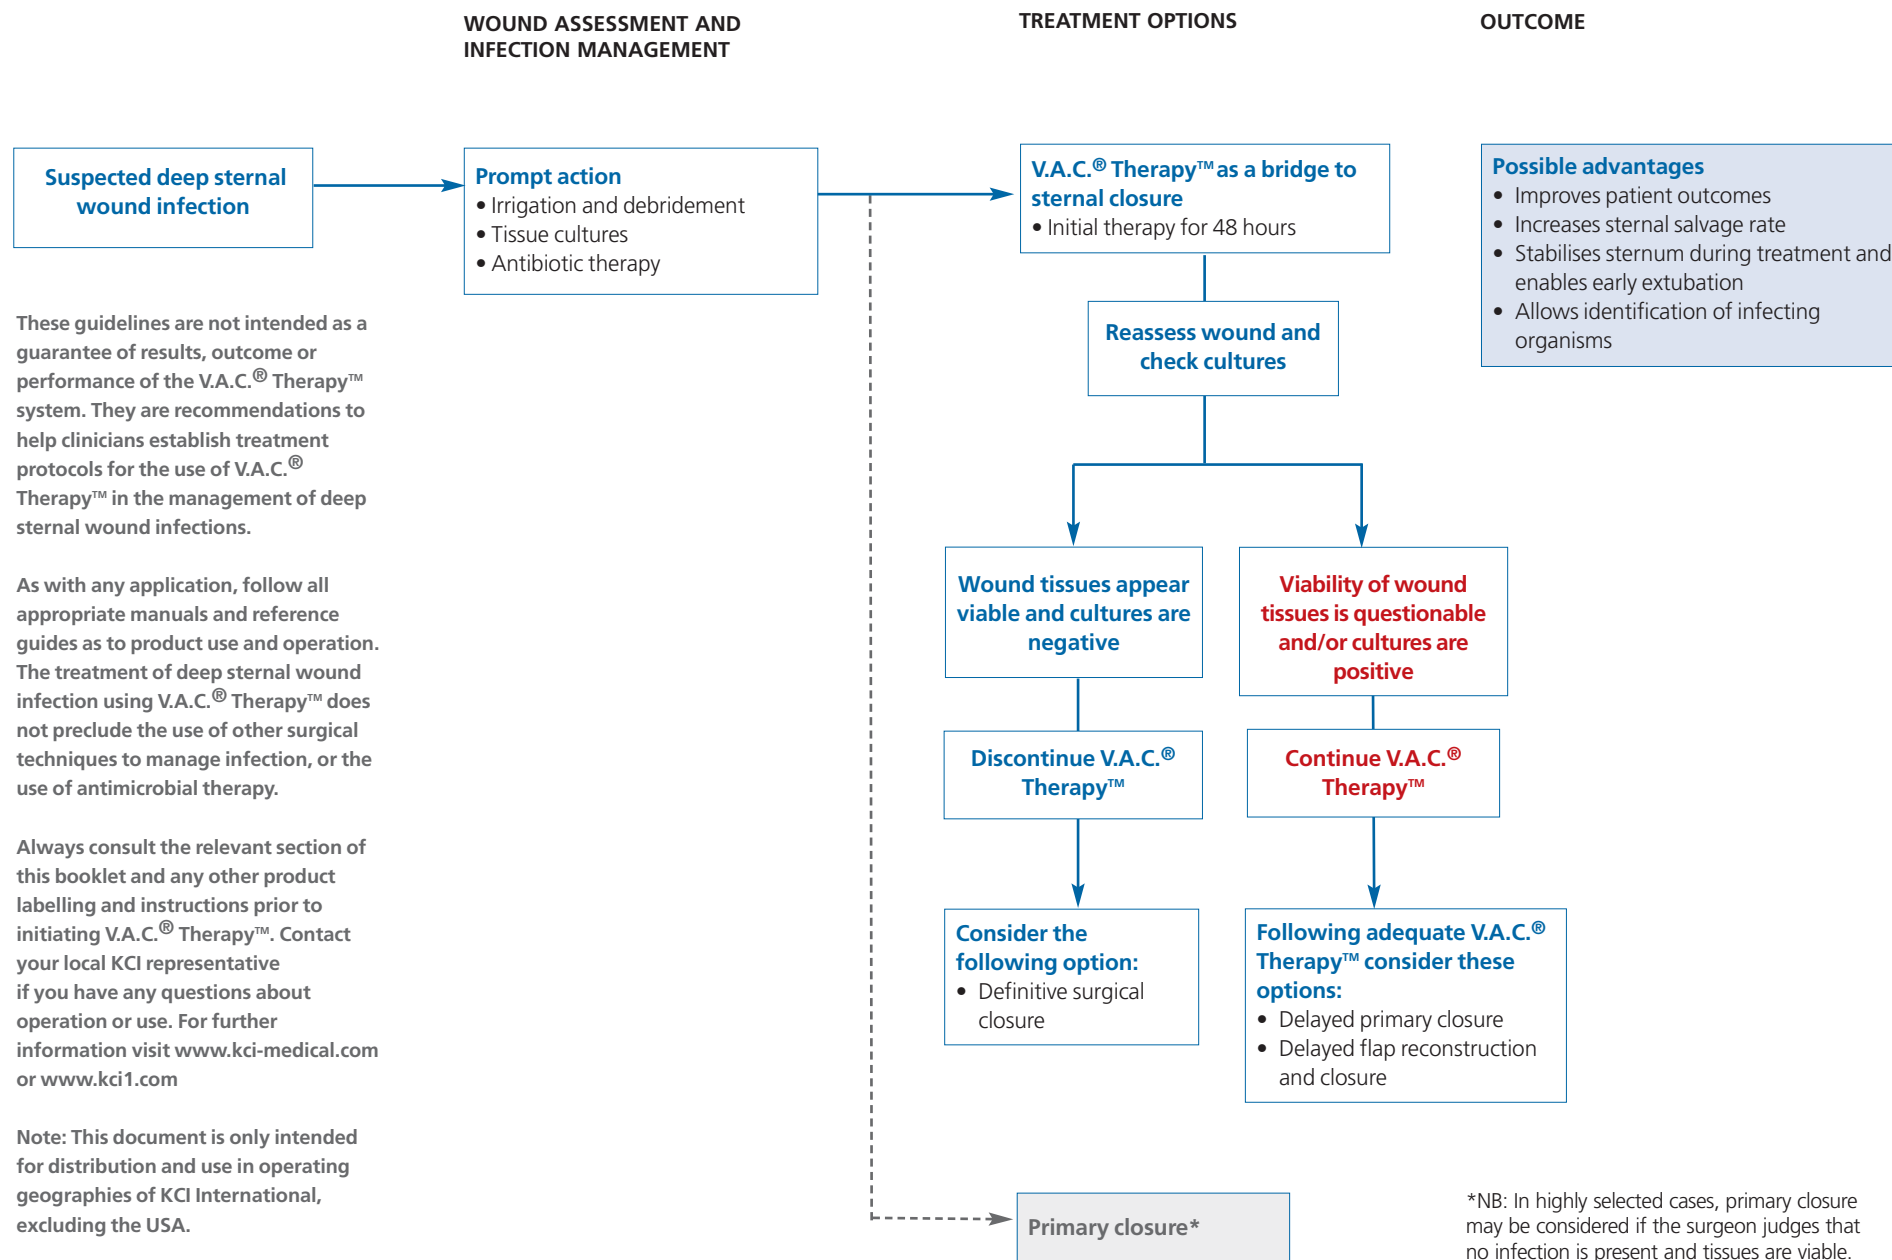 WOUND ASSESSMENT AND
INFECTION MANAGEMENT
TREATMENT OPTIONS
OUTCOME
Suspected deep sternal
wound infection
Prompt action
• Irrigation and debridement
• Tissue cultures
• Antibiotic therapy
V.A.C.® Therapy™ as a bridge to
sternal closure
• Initial therapy for 48 hours
Possible advantages
• Improves patient outcomes
• Increases sternal salvage rate
• Stabilises sternum during treatment and
enables early extubation
• Allows identification of infecting
organisms
Reassess wound and
check cultures
These guidelines are not intended as a
guarantee of results, outcome or
performance of the V.A.C.® Therapy™
system. They are recommendations to
help clinicians establish treatment
protocols for the use of V.A.C.®
Therapy™ in the management of deep
sternal wound infections.
As with any application, follow all
appropriate manuals and reference
guides as to product use and operation.
The treatment of deep sternal wound
infection using V.A.C.® Therapy™ does
not preclude the use of other surgical
techniques to manage infection, or the
use of antimicrobial therapy.
Always consult the relevant section of
this booklet and any other product
labelling and instructions prior to
initiating V.A.C.® Therapy™. Contact
your local KCI representative
if you have any questions about
operation or use. For further
information visit www.kci-medical.com
or www.kci1.com
Note: This document is only intended
for distribution and use in operating
geographies of KCI International,
excluding the USA.
Wound tissues appear
viable and cultures are
negative
Viability of wound
tissues is questionable
and/or cultures are
positive
Discontinue V.A.C.®
Therapy™
Continue V.A.C.®
Therapy™
Consider the
following option:
• Definitive surgical
closure
Following adequate V.A.C.®
Therapy™ consider these
options:
• Delayed primary closure
• Delayed flap reconstruction
and closure
Primary closure*
*NB: In highly selected cases, primary closure
may be considered if the surgeon judges that
no infection is present and tissues are viable.